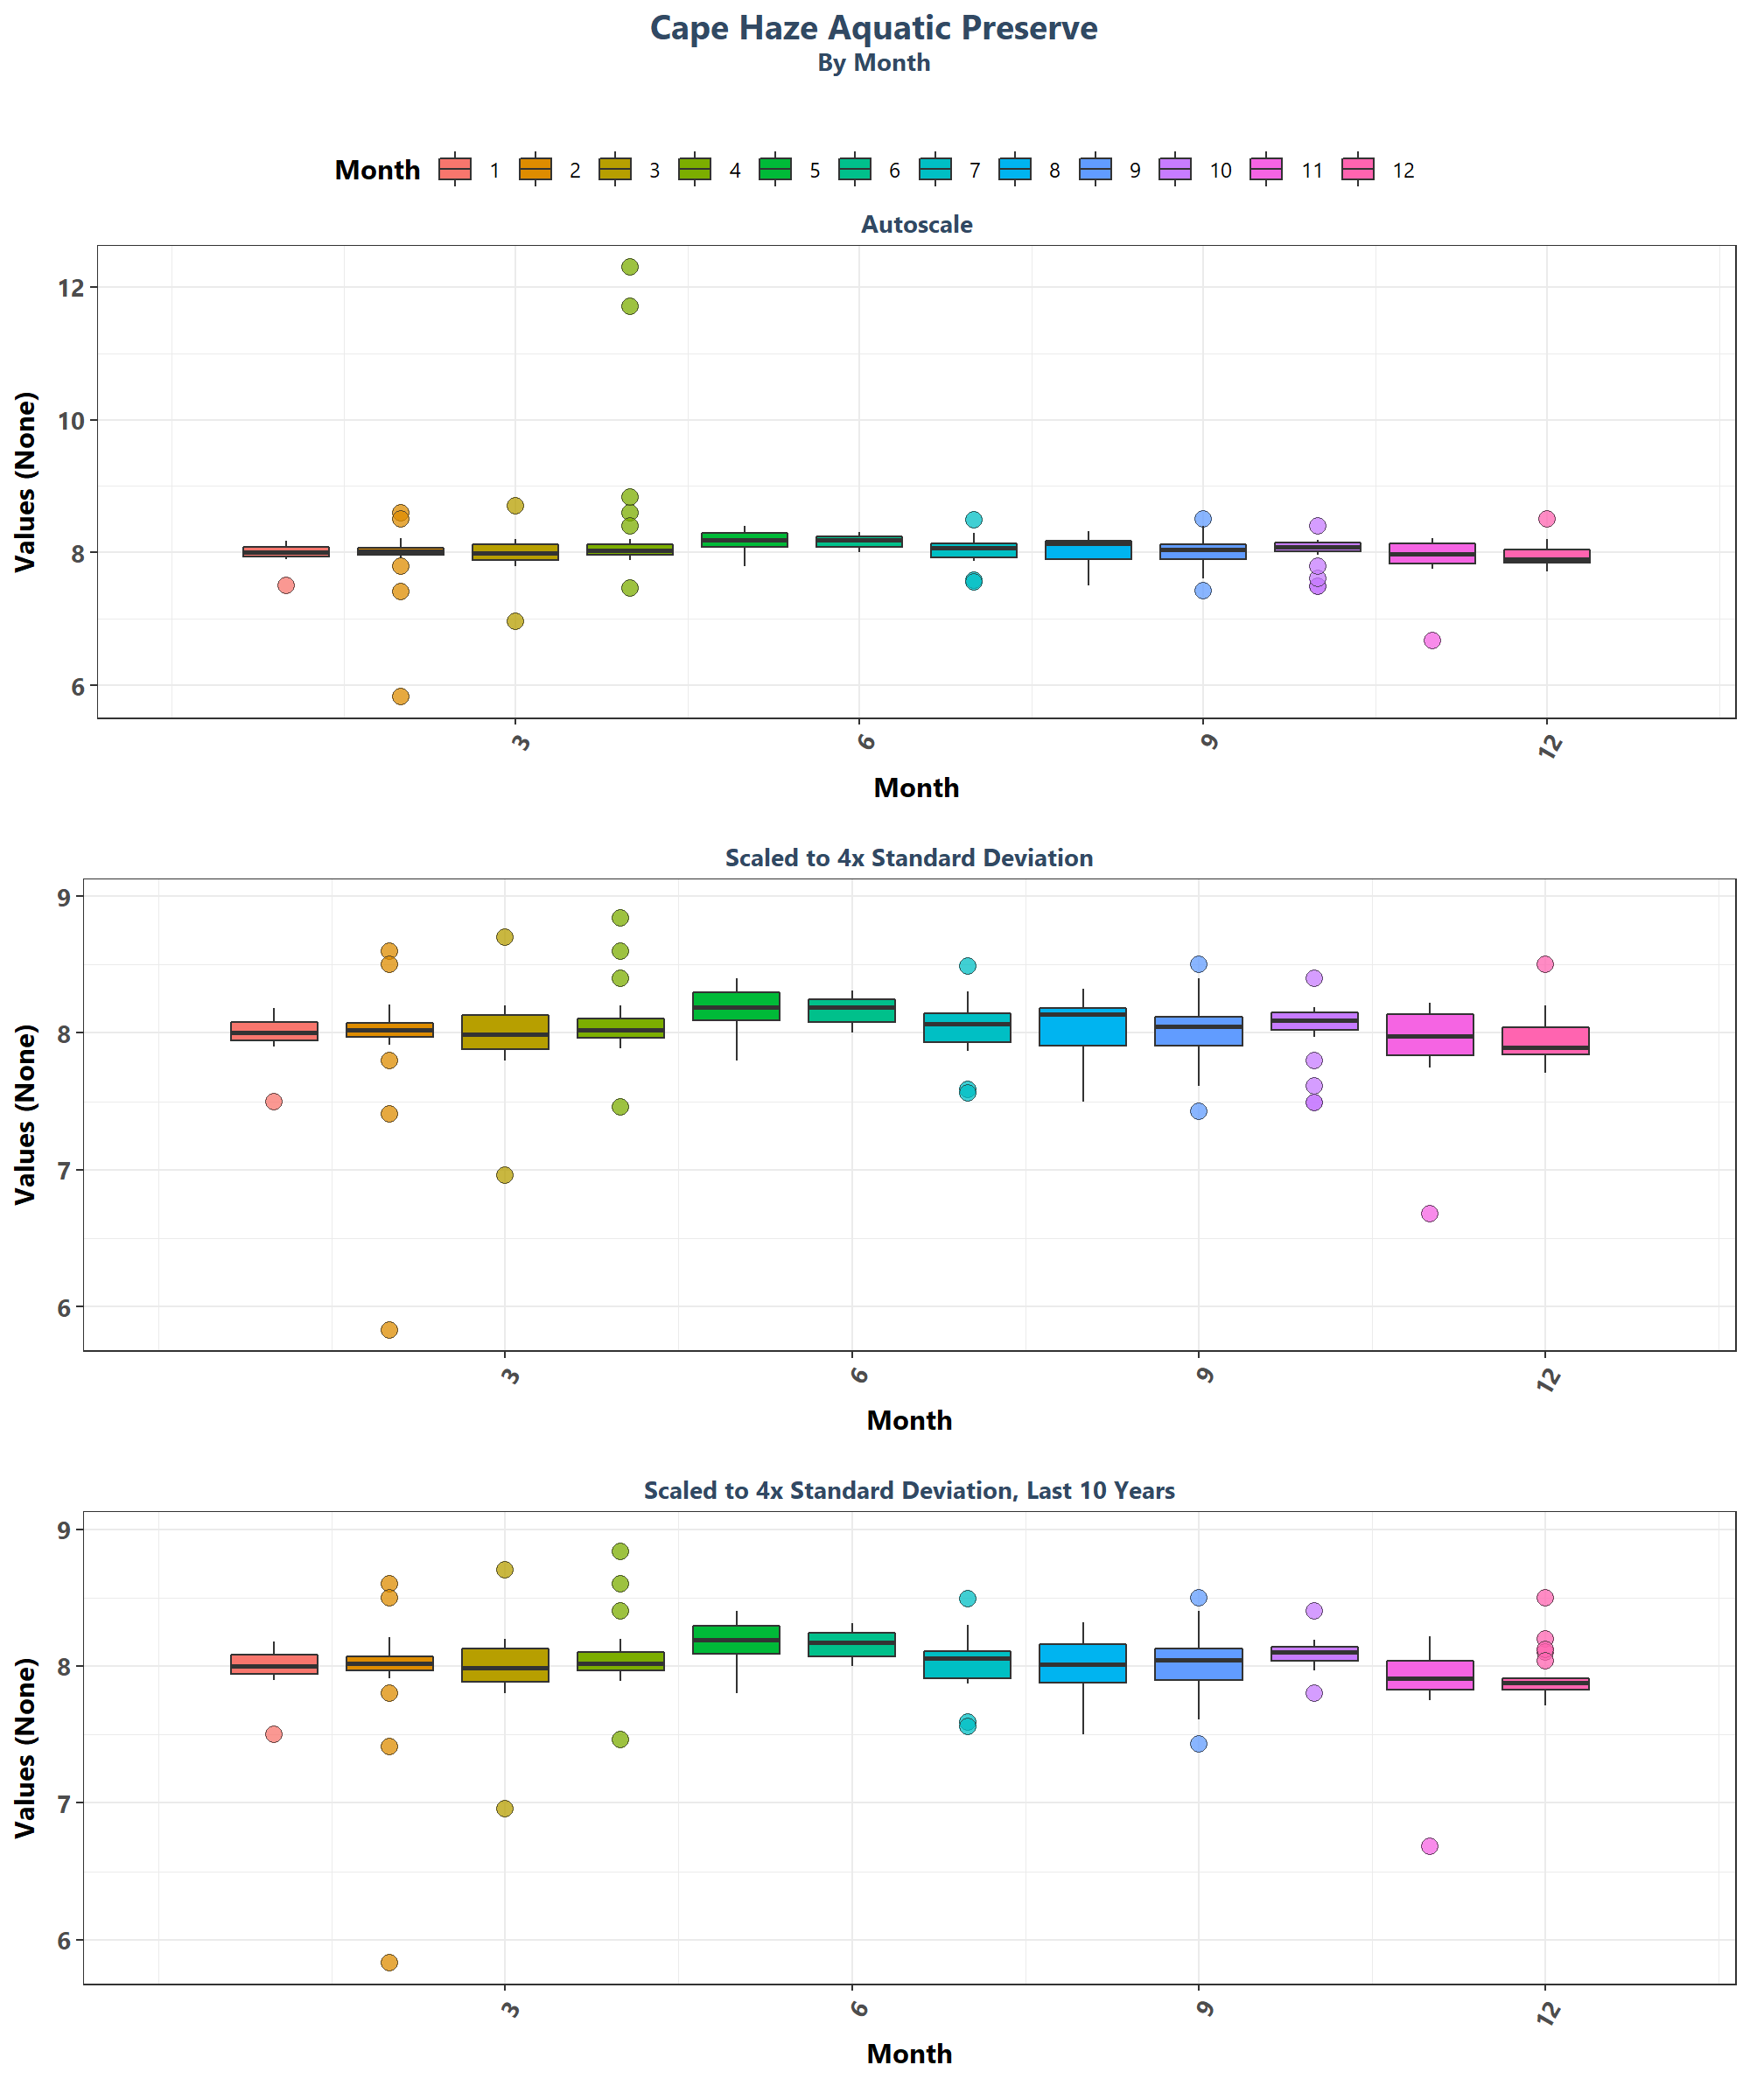 Cape Haze Aquatic Preserve
By Month
Month 1 2 3 4 5 6 7 8 9 10 11 12
Autoscale
Values (None)
12
10
8
6
3 6 9 12
Month
Scaled to 4x Standard Deviation
Values (None)
9
8
7
6
3 6 9 12
Month
Scaled to 4x Standard Deviation, Last 10 Years
Values (None)
9
8
7
6
3 6 9 12
Month